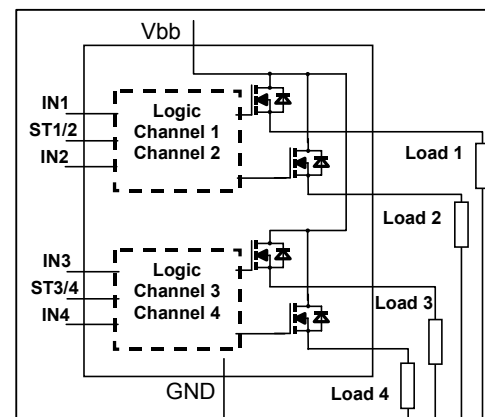 Vbb
IN1
ST1/2
IN2
Logic
Channel 1
Channel 2
Load 1
Load 2
IN3
ST3/4
IN4
Logic
Channel 3
Channel 4
Load 3
Load 4
GND